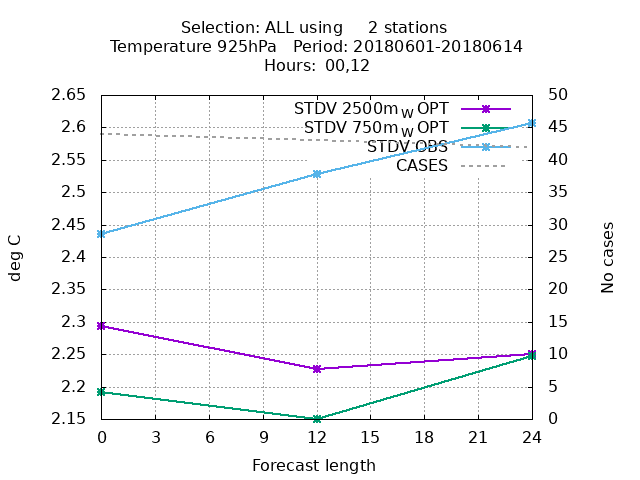 Selection: ALL using 2 stations
Temperature 925hPa Period: 20180601-20180614
Hours: 00,12
2.65
2.6
2.55
2.5
2.45
2.4
2.35
2.3
2.25
2.2
2.15
deg C
STDV 2500m_W OPT
STDV 750m_W OPT
STDV OBS
CASES
50
45
40
35
30
25
20
15
10
5
0
No cases
0 3 6 9 12 15 18 21 24
Forecast length